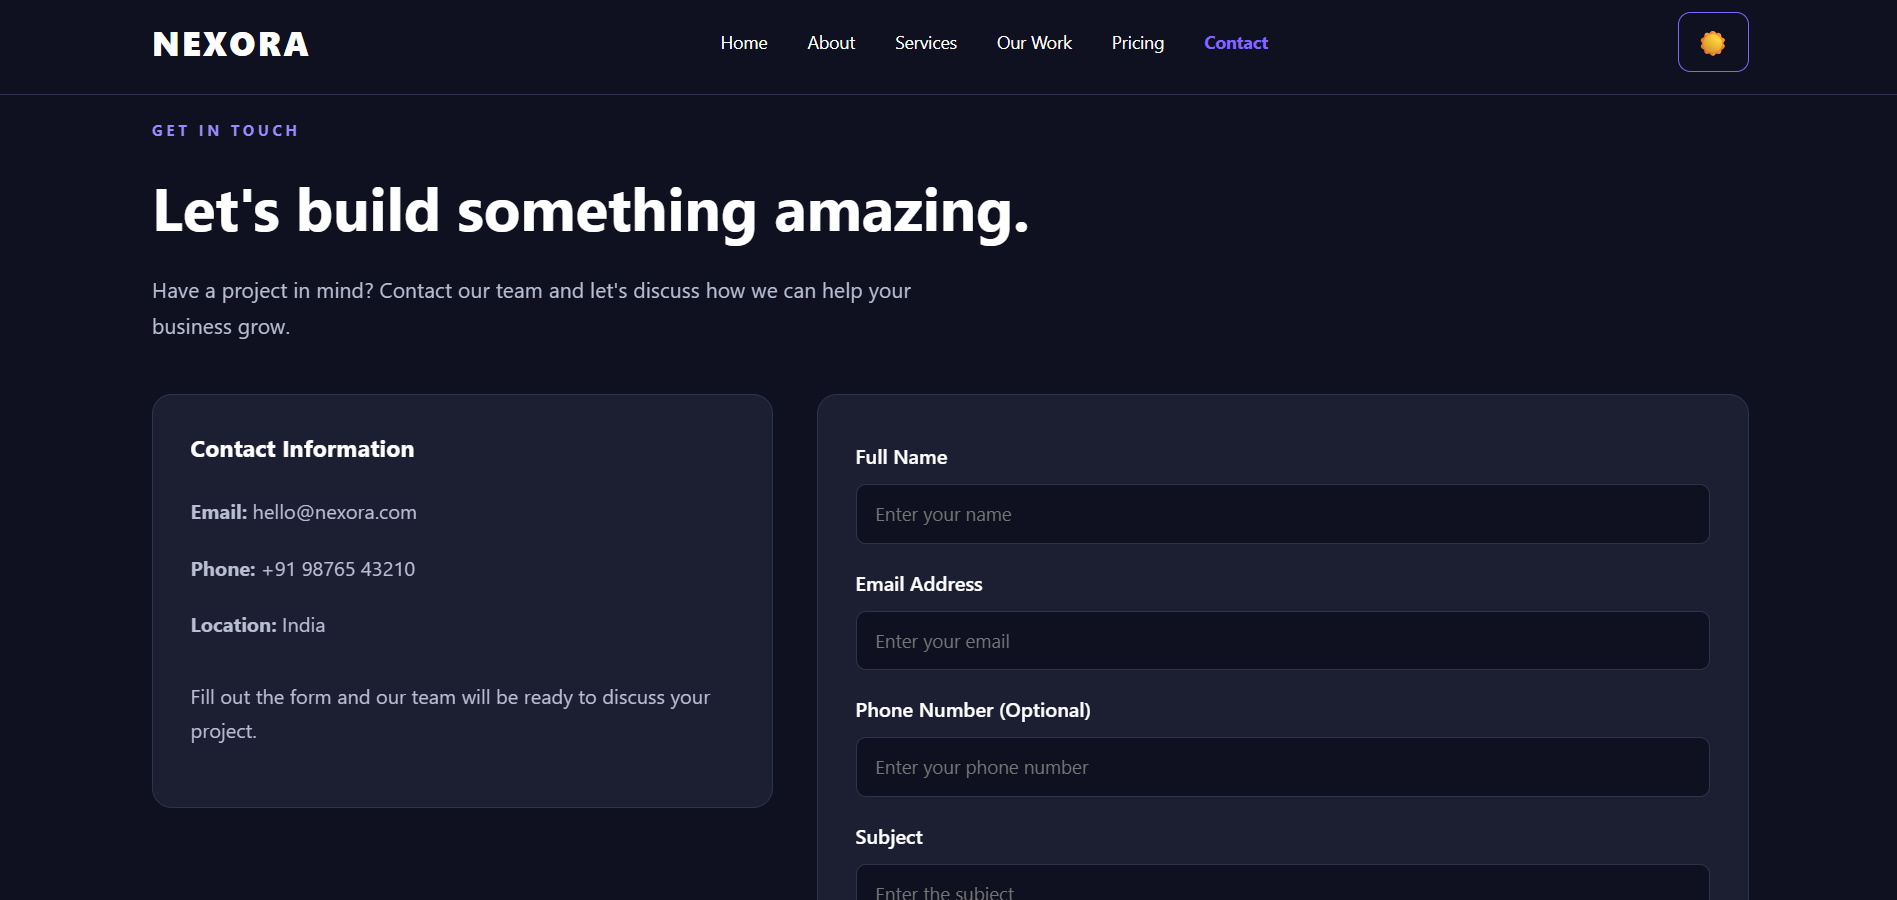 NEXORA
Home
About
Services
Our Work
Pricing
Contact
GET IN TOUCH
Let's build something amazing.
Have a project in mind? Contact our team and let's discuss how we can help your
business grow.
Contact Information
Email: hello@nexora.com
Phone: +91 98765 43210
Location: India
Fill out the form and our team will be ready to discuss your
project.
Full Name
Enter your name
Email Address
Enter your email
Phone Number (Optional)
Enter your phone number
Subject
Enter the subject